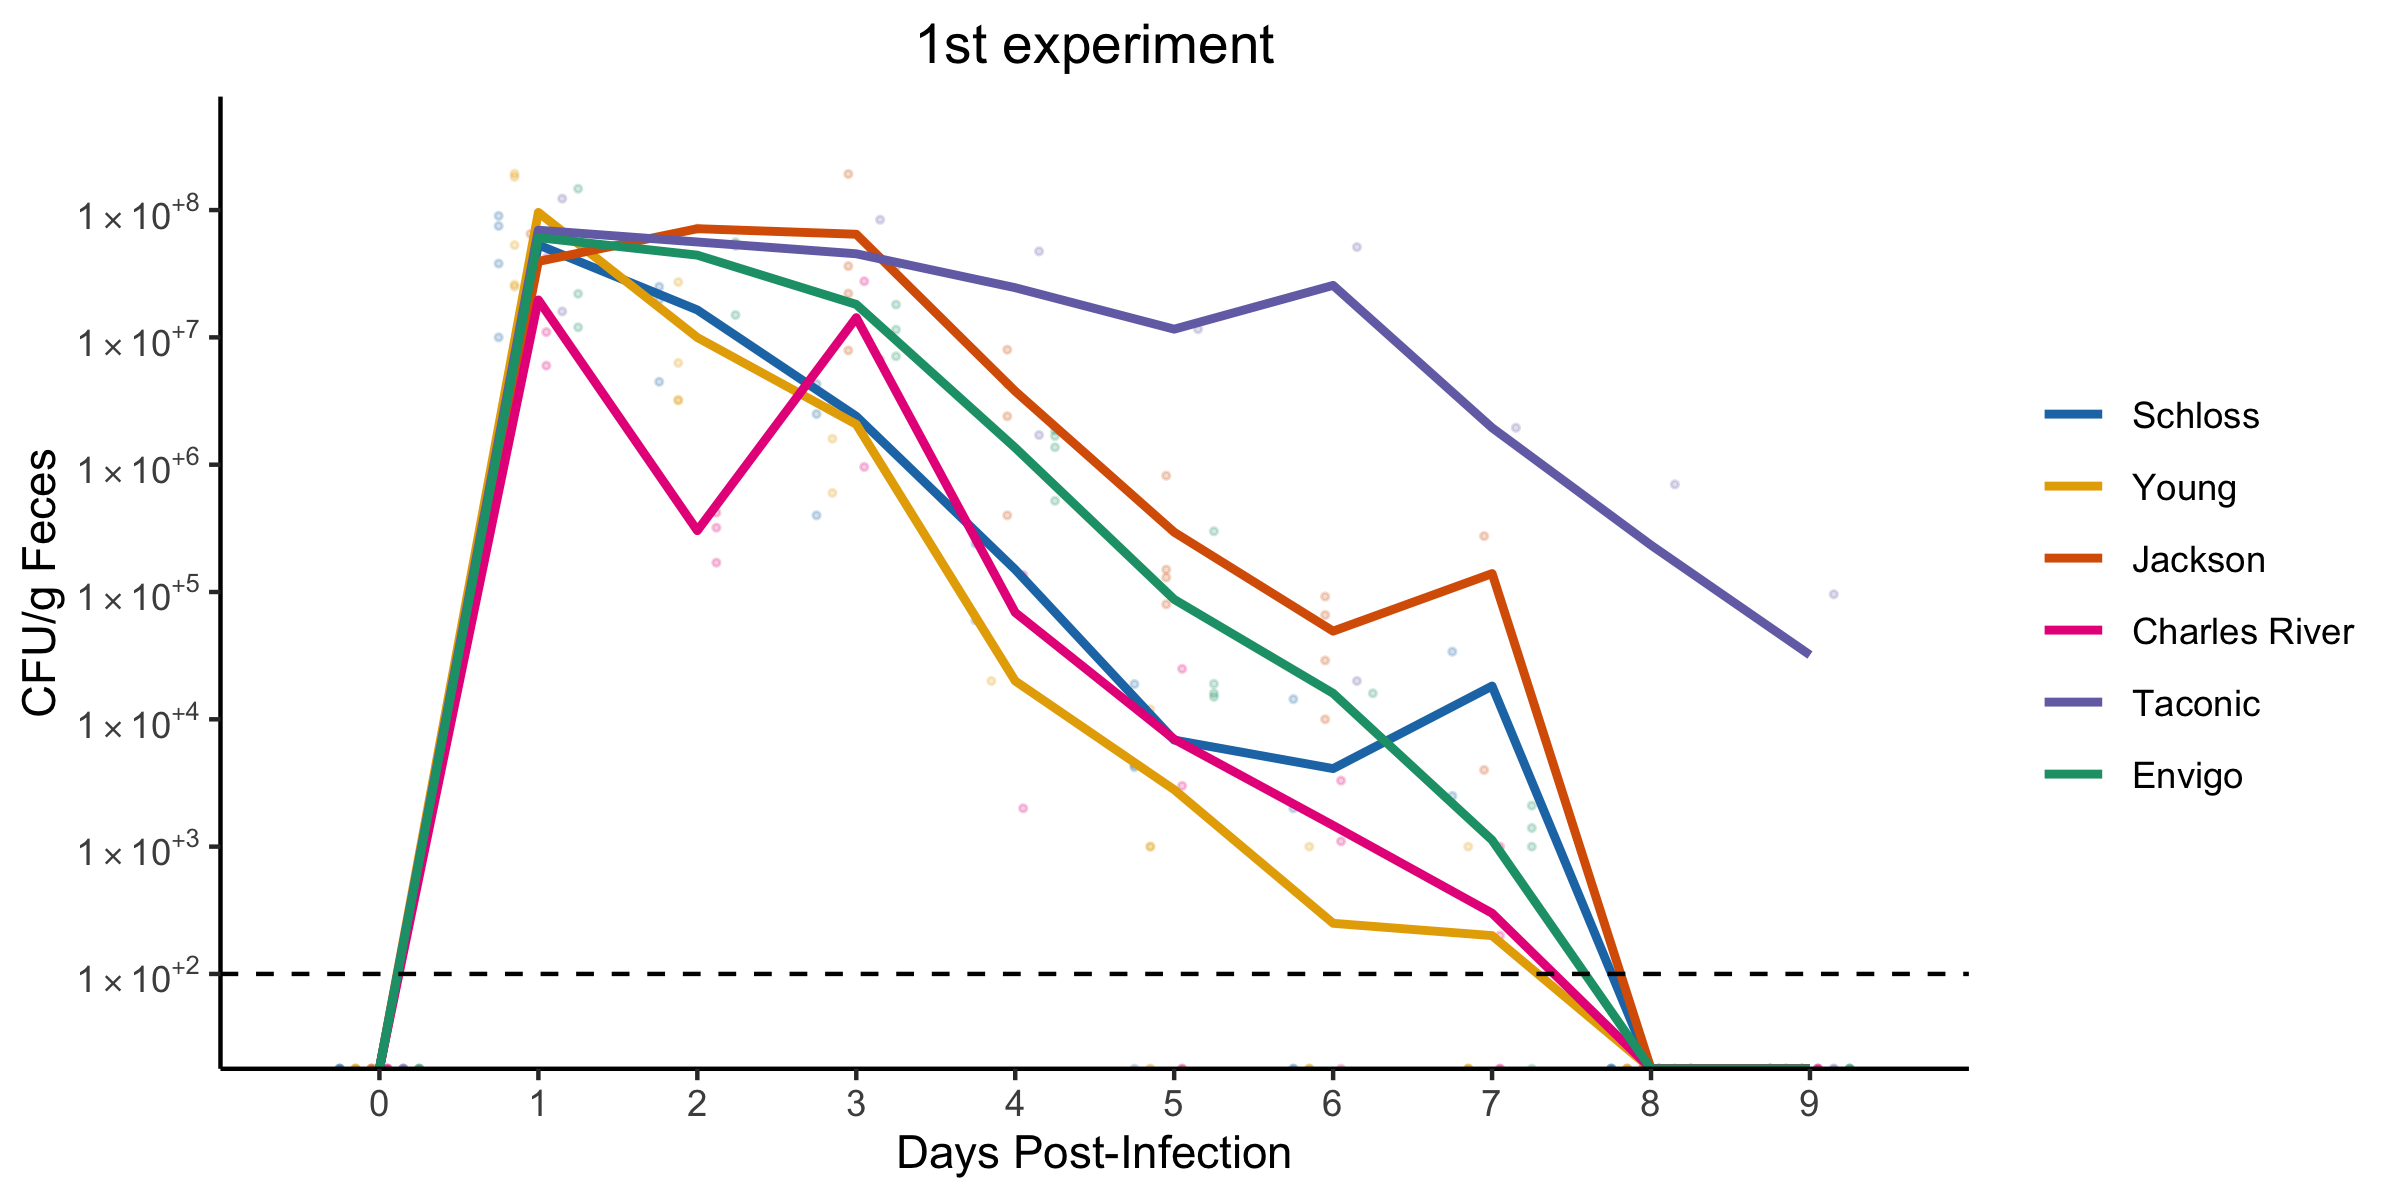 1st experiment
CFU/g Feces
1×10+8
1×10+7
1×10+6
1×10+5
1×10+4
1×10+3
1×10+2
0 1 2 3 4 5 6 7 8 9
Days Post-Infection
Schloss
Young
Jackson
Charles River
Taconic
Envigo